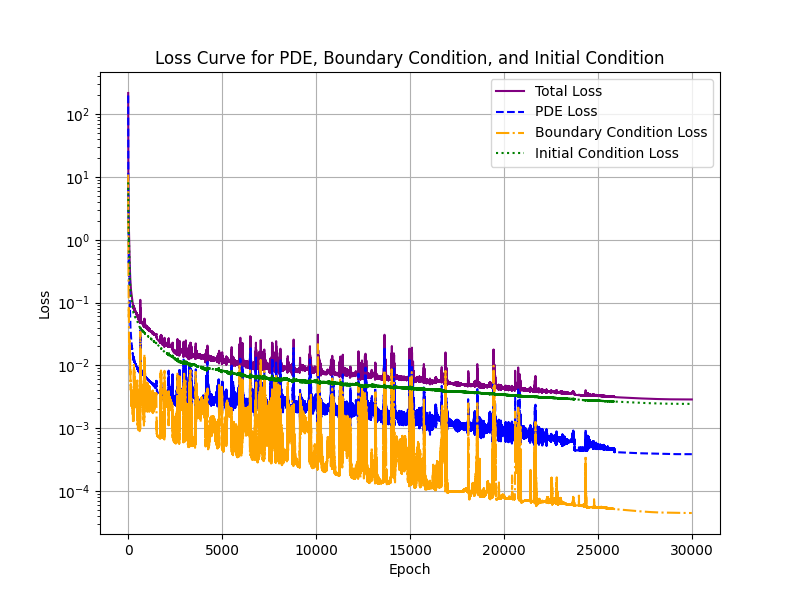 Loss Curve for PDE, Boundary Condition, and Initial Condition
Total Loss
PDE Loss
Boundary Condition Loss
Initial Condition Loss
10²
10¹
10⁰
10⁻¹
10⁻²
10⁻³
10⁻⁴
Loss
0 5000 10000 15000 20000 25000 30000
Epoch